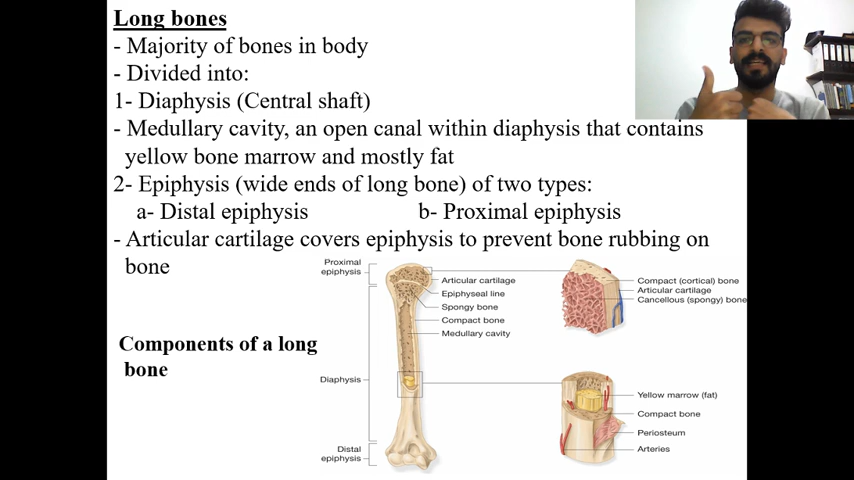 Long bones
- Majority of bones in body
- Divided into:
1- Diaphysis (Central shaft)
- Medullary cavity, an open canal within diaphysis that contains
yellow bone marrow and mostly fat
2- Epiphysis (wide ends of long bone) of two types:
a- Distal epiphysis b- Proximal epiphysis
- Articular cartilage covers epiphysis to prevent bone rubbing on
bone
Components of a long
bone
Proximal
epiphysis
Diaphysis
Distal
epiphysis
Articular cartilage
Epiphyseal line
Spongy bone
Compact bone
Medullary cavity
Compact (cortical) bone
Articular cartilage
Cancellous (spongy) bone
Yellow marrow (fat)
Compact bone
Periosteum
Arteries